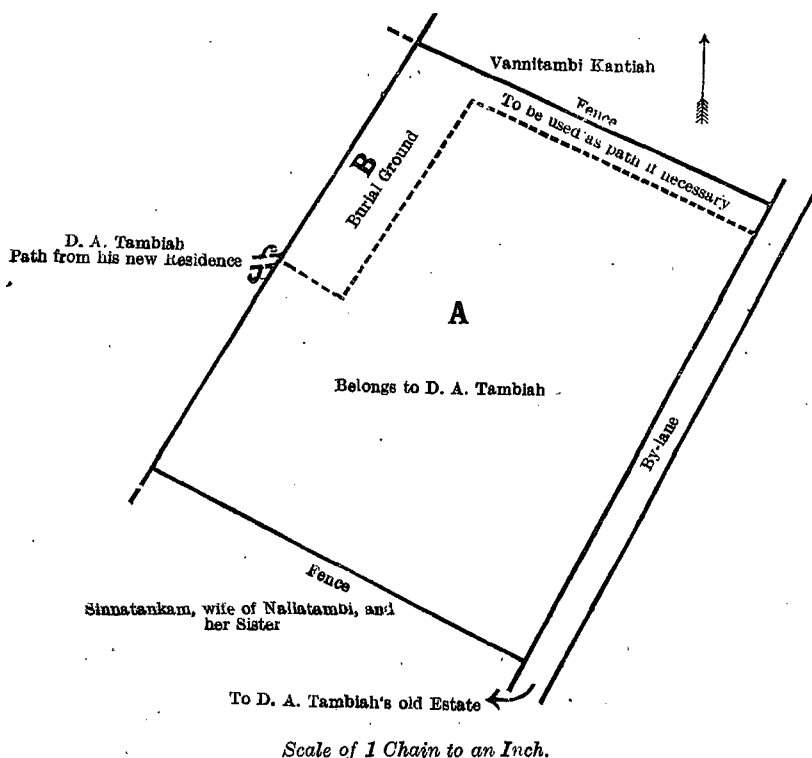 Vannitambi Kantiah
Fence
To be used as path if necessary
B
Burial Ground
D. A. Tambiah
Path from his new Residence
A
Belongs to D. A. Tambiah
By-lane
Fence
Sinnatankam, wife of Nallatambi, and
her Sister
To D. A. Tambiah's old Estate
Scale of 1 Chain to an Inch.